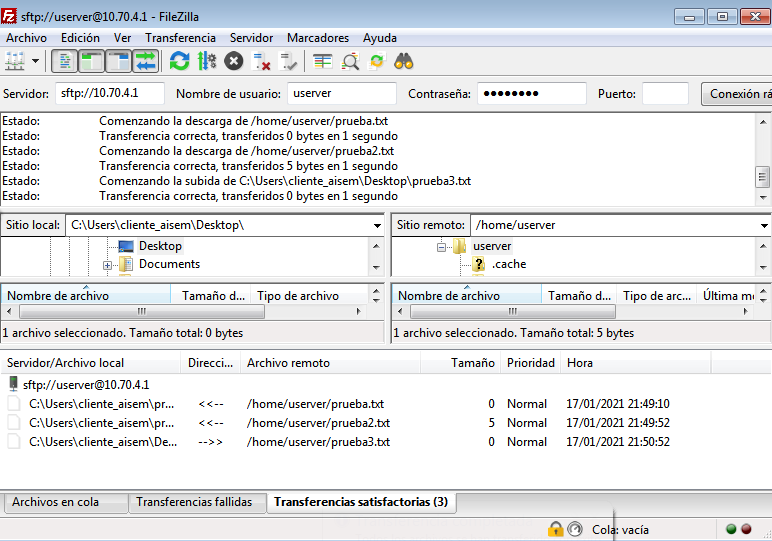 sftp://userver@10.70.4.1 - FileZilla
Archivo Edición Ver Transferencia Servidor Marcadores Ayuda
Servidor: sftp://10.70.4.1 Nombre de usuario: userver Contraseña: ●●●●●●●● Puerto: Conexión rá
Estado: Comenzando la descarga de /home/userver/prueba.txt
Estado: Transferencia correcta, transferidos 0 bytes en 1 segundo
Estado: Comenzando la descarga de /home/userver/prueba2.txt
Estado: Transferencia correcta, transferidos 5 bytes en 1 segundo
Estado: Comenzando la subida de C:\Users\cliente_aisem\Desktop\prueba3.txt
Estado: Transferencia correcta, transferidos 0 bytes en 1 segundo
Sitio local: C:\Users\cliente_aisem\Desktop\ Sitio remoto: /home/userver
Desktop userver
Documents .cache
Nombre de archivo Tamaño d... Tipo de archivo Nombre de archivo Tamaño d... Tipo de arc... Última mo
1 archivo seleccionado. Tamaño total: 0 bytes 1 archivo seleccionado. Tamaño total: 5 bytes
Servidor/Archivo local Direcci... Archivo remoto Tamaño Prioridad Hora
sftp://userver@10.70.4.1
C:\Users\cliente_aisem\pr... <<-- /home/userver/prueba.txt 0 Normal 17/01/2021 21:49:10
C:\Users\cliente_aisem\pr... <<-- /home/userver/prueba2.txt 5 Normal 17/01/2021 21:49:52
C:\Users\cliente_aisem\De... -->> /home/userver/prueba3.txt 0 Normal 17/01/2021 21:50:52
Archivos en cola Transferencias fallidas Transferencias satisfactorias (3)
Cola: vacía